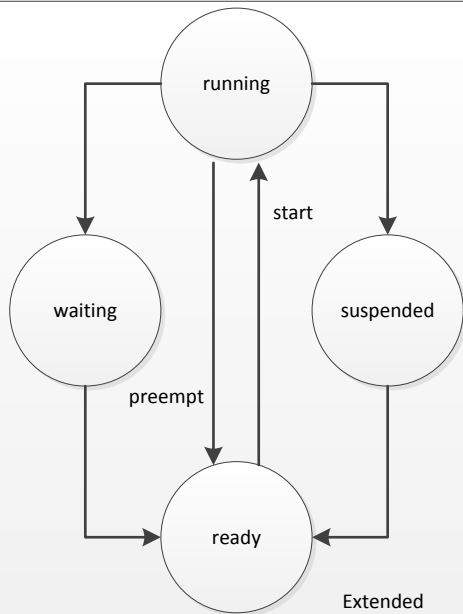 running
start
waiting
suspended
preempt
ready
Extended